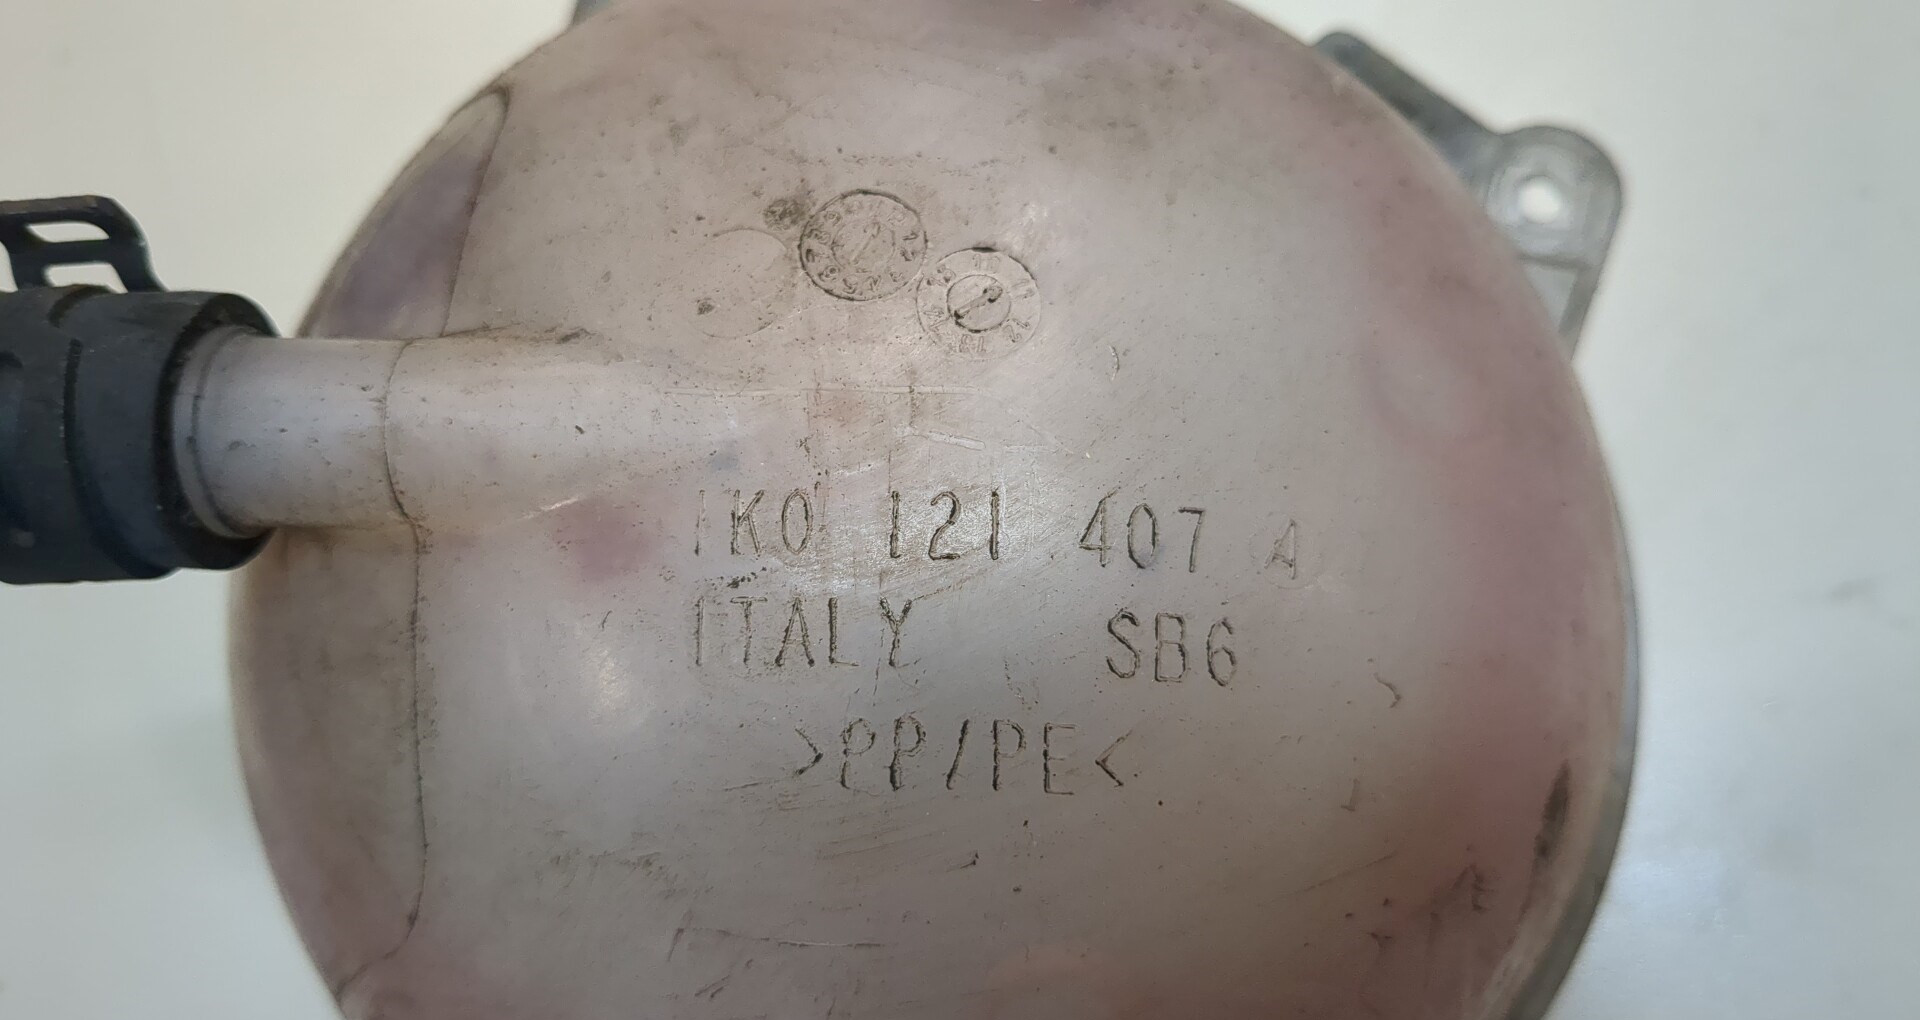 1K0 121 407 A
ITALY SB6
>PP/PE<